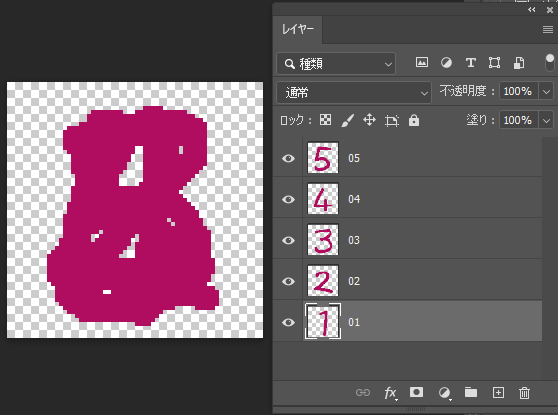 レイヤー
種類
通常 不透明度: 100%
ロック: 塗り: 100%
5 05
4 04
3 03
2 02
1 01
fx